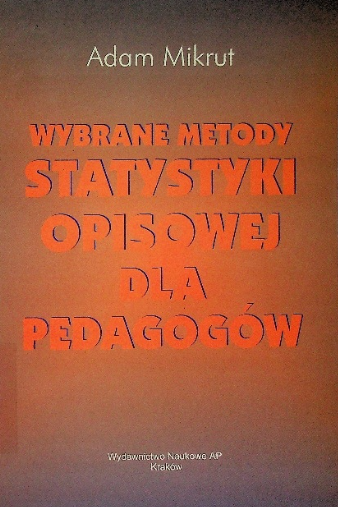 Adam Mikrut
WYBRANE METODY
STATYSTYKI
OPISOWEJ
DLA
PEDAGOGÓW
Wydawnictwo Naukowe AP
Kraków